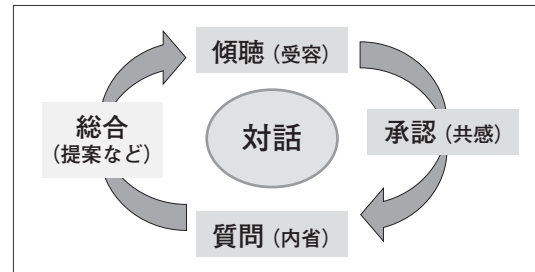 傾聴（受容）
総合
（提案など）
対話
承認（共感）
質問（内省）